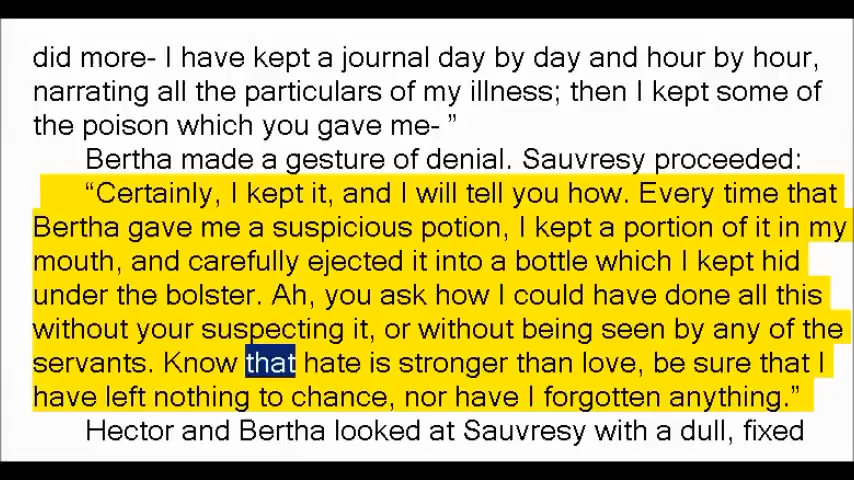 did more- I have kept a journal day by day and hour by hour,
narrating all the particulars of my illness; then I kept some of
the poison which you gave me- ”
Bertha made a gesture of denial. Sauvresy proceeded:
“Certainly, I kept it, and I will tell you how. Every time that
Bertha gave me a suspicious potion, I kept a portion of it in my
mouth, and carefully ejected it into a bottle which I kept hid
under the bolster. Ah, you ask how I could have done all this
without your suspecting it, or without being seen by any of the
servants. Know that hate is stronger than love, be sure that I
have left nothing to chance, nor have I forgotten anything.”
Hector and Bertha looked at Sauvresy with a dull, fixed